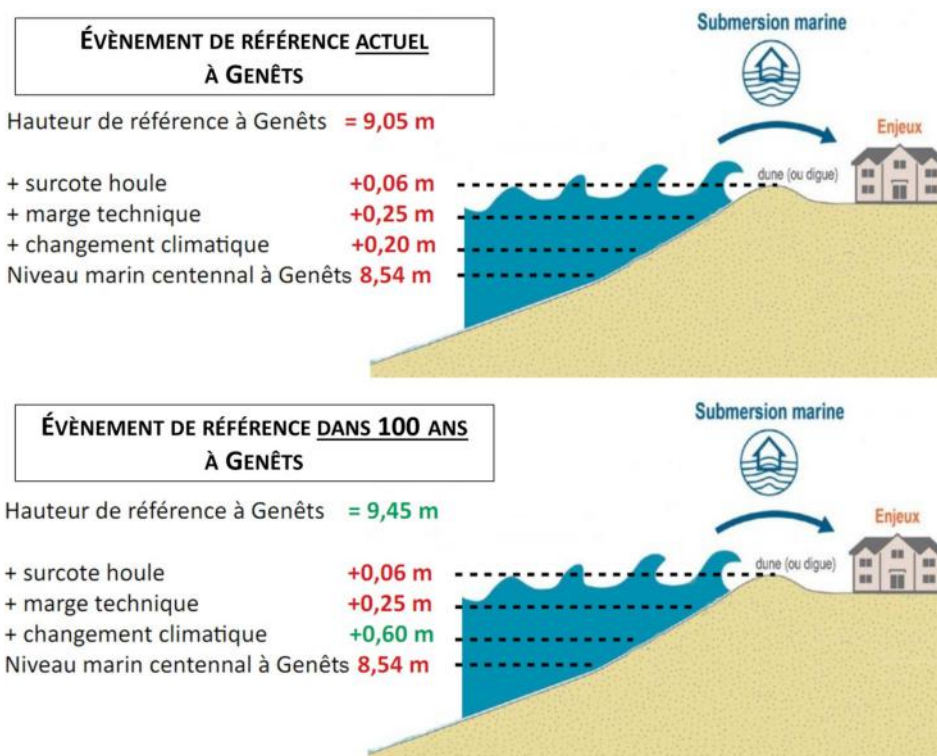 ÉVÈNEMENT DE RÉFÉRENCE ACTUEL
À GENÊTS
Submersion marine
Hauteur de référence à Genêts = 9,05 m
Enjeux
dune (ou digue)
+ surcote houle +0,06 m
+ marge technique +0,25 m
+ changement climatique +0,20 m
Niveau marin centennal à Genêts 8,54 m
ÉVÈNEMENT DE RÉFÉRENCE DANS 100 ANS
À GENÊTS
Submersion marine
Hauteur de référence à Genêts = 9,45 m
Enjeux
dune (ou digue)
+ surcote houle +0,06 m
+ marge technique +0,25 m
+ changement climatique +0,60 m
Niveau marin centennal à Genêts 8,54 m